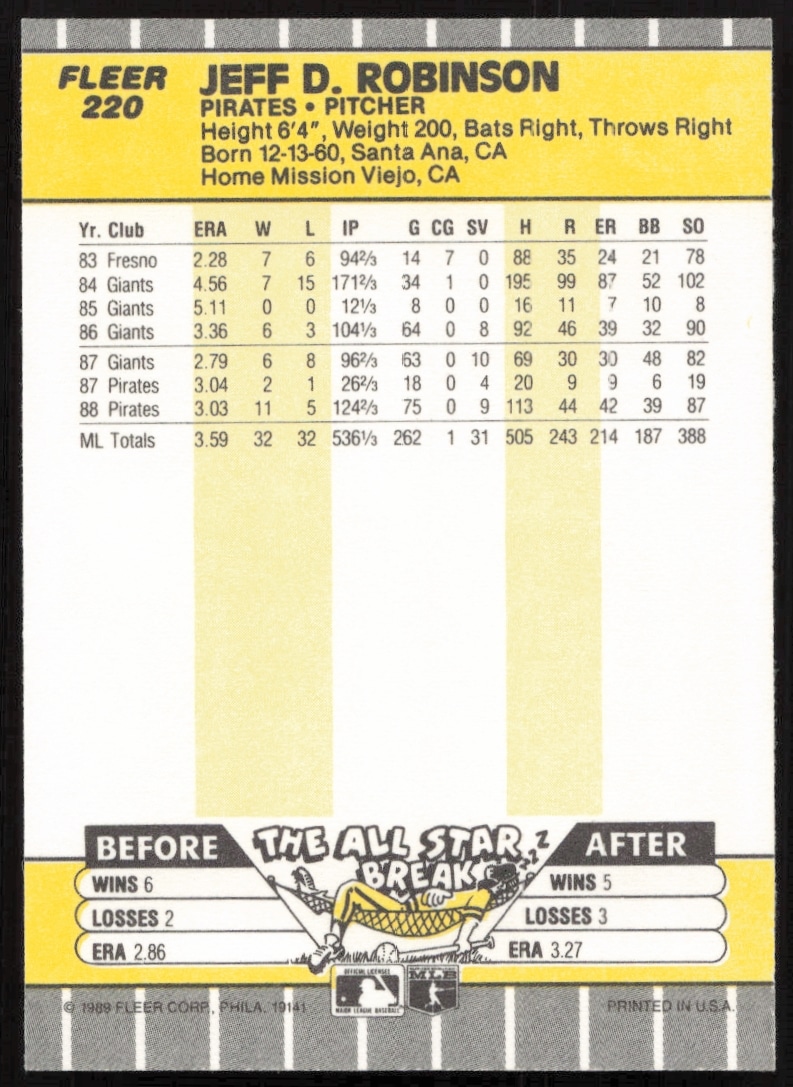 FLEER
220
JEFF D. ROBINSON
PIRATES • PITCHER
Height 6'4", Weight 200, Bats Right, Throws Right
Born 12-13-60, Santa Ana, CA
Home Mission Viejo, CA
Yr. Club ERA W L IP G CG SV H R ER BB SO
83 Fresno 2.28 7 6 94⅔ 14 7 0 88 35 24 21 78
84 Giants 4.56 7 15 171⅔ 34 1 0 195 99 87 52 102
85 Giants 5.11 0 0 12⅓ 8 0 0 16 11 7 10 8
86 Giants 3.36 6 3 104⅓ 64 0 8 92 46 39 32 90
87 Giants 2.79 6 8 96⅔ 63 0 10 69 30 30 48 82
87 Pirates 3.04 2 1 26⅔ 18 0 4 20 9 9 6 19
88 Pirates 3.03 11 5 124⅔ 75 0 9 113 44 42 39 87
ML Totals 3.59 32 32 536⅓ 262 1 31 505 243 214 187 388
BEFORE
WINS 6
LOSSES 2
ERA 2.86
THE ALL STAR
BREAK
ZZZ
AFTER
WINS 5
LOSSES 3
ERA 3.27
OFFICIAL LICENSEE
MAJOR LEAGUE BASEBALL
MLB
© 1989 FLEER CORP., PHILA. 19141
PRINTED IN U.S.A.